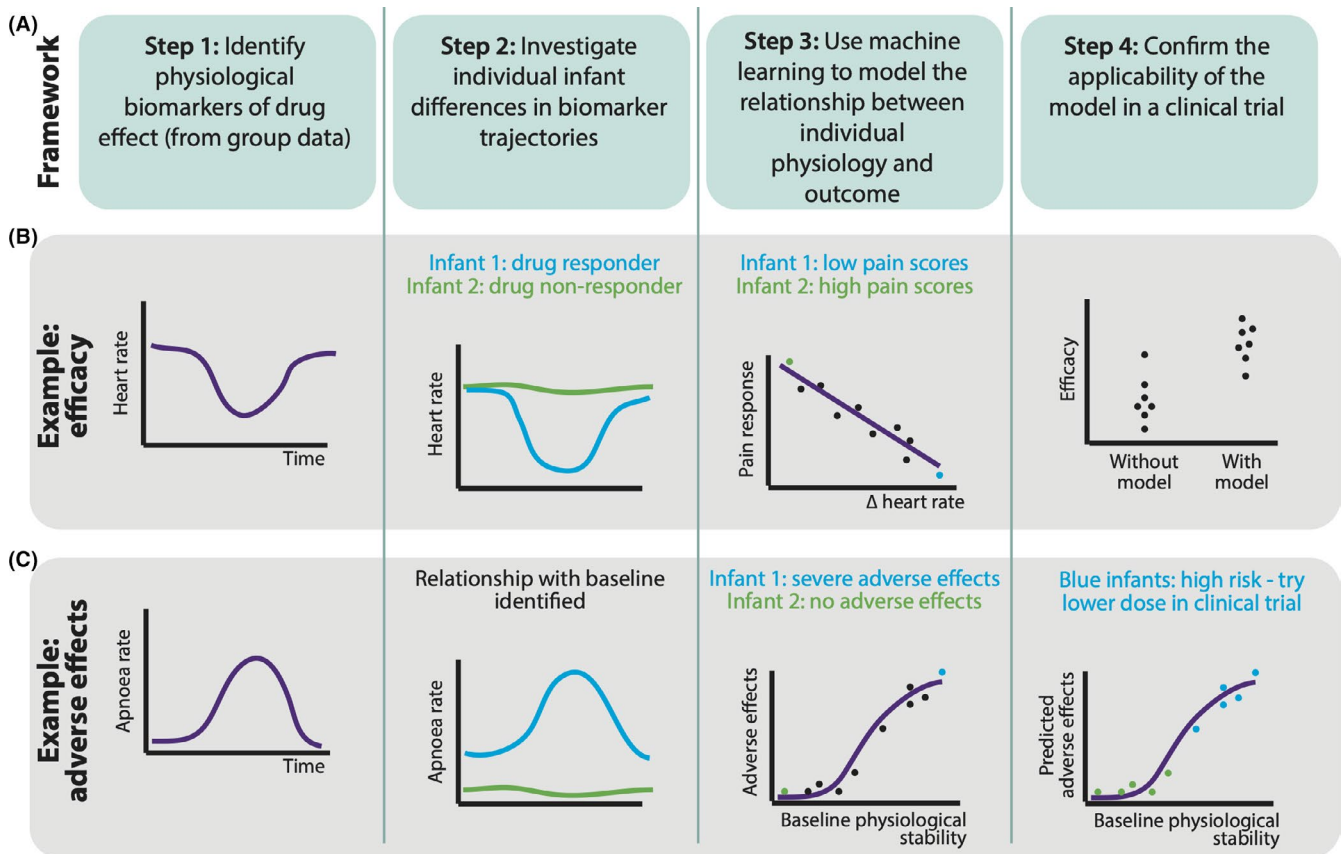 (A)
Framework
Step 1: Identify
physiological
biomarkers of drug
effect (from group data)
Step 2: Investigate
individual infant
differences in biomarker
trajectories
Step 3: Use machine
learning to model the
relationship between
individual
physiology and
outcome
Step 4: Confirm the
applicability of the
model in a clinical trial
(B)
Example:
efficacy
Heart rate
Time
Infant 1: drug responder
Infant 2: drug non-responder
Heart rate
Infant 1: low pain scores
Infant 2: high pain scores
Pain response
Δ heart rate
Efficacy
Without
model
With
model
(C)
Example:
adverse effects
Apnoea rate
Time
Relationship with baseline
identified
Apnoea rate
Infant 1: severe adverse effects
Infant 2: no adverse effects
Adverse effects
Baseline physiological
stability
Blue infants: high risk - try
lower dose in clinical trial
Predicted
adverse effects
Baseline physiological
stability